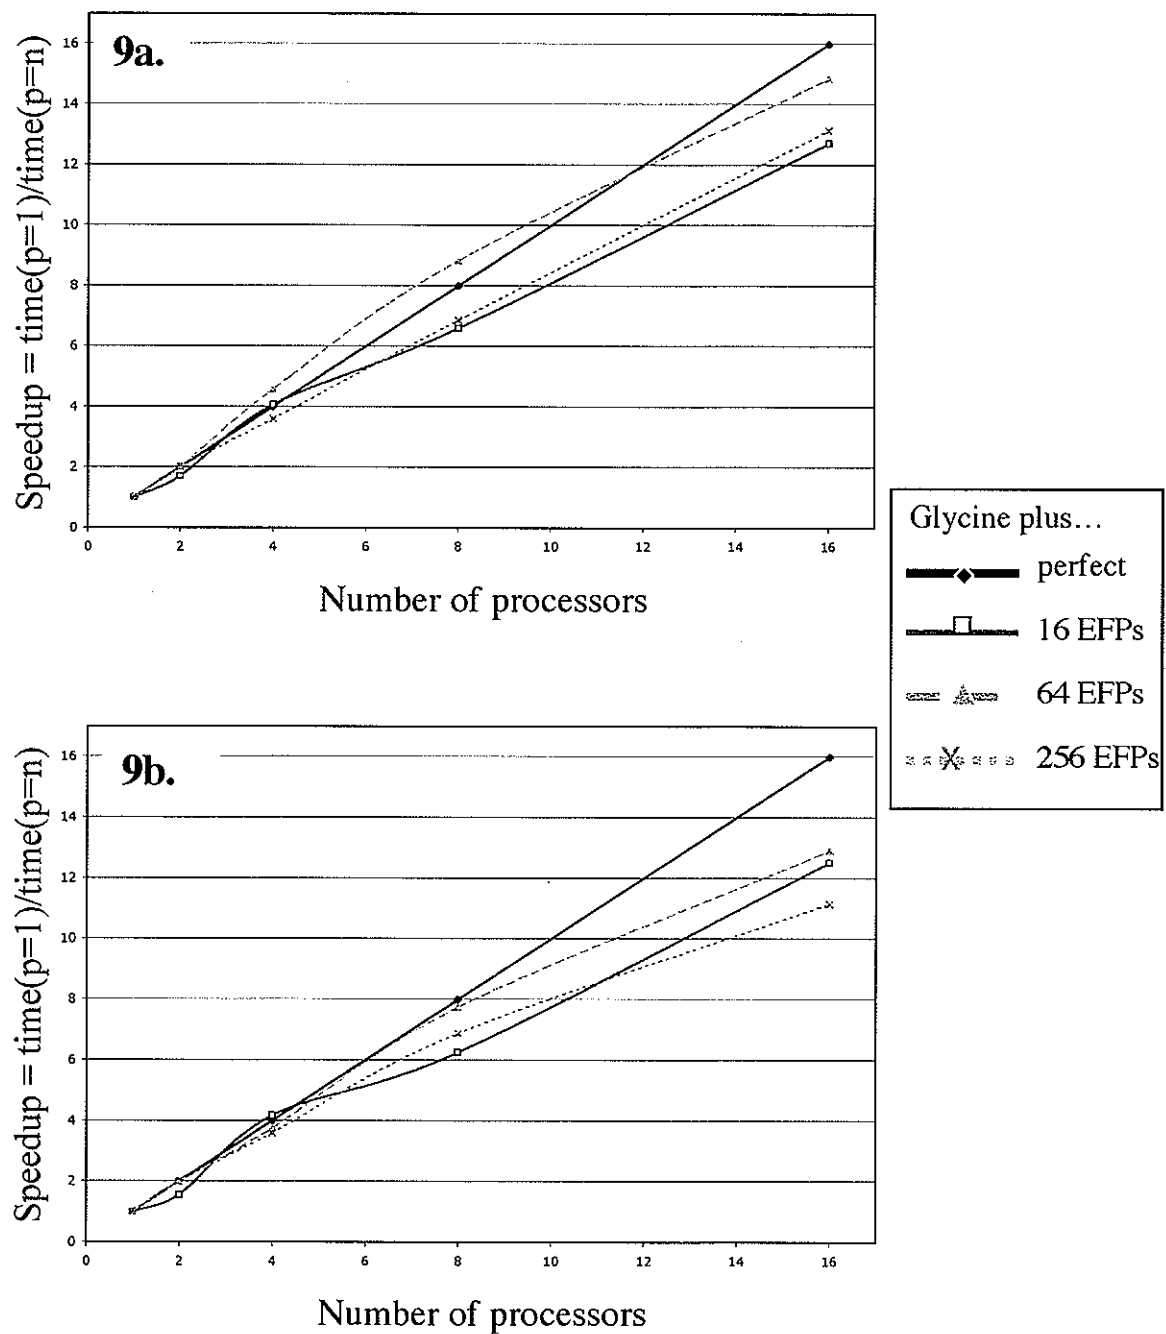 9a.
Speedup = time(p=1)/time(p=n)
16
14
12
10
8
6
4
2
0
0 2 4 6 8 10 12 14 16
Number of processors
Glycine plus...
perfect
16 EFPs
64 EFPs
256 EFPs
9b.
Speedup = time(p=1)/time(p=n)
16
14
12
10
8
6
4
2
0
0 2 4 6 8 10 12 14 16
Number of processors